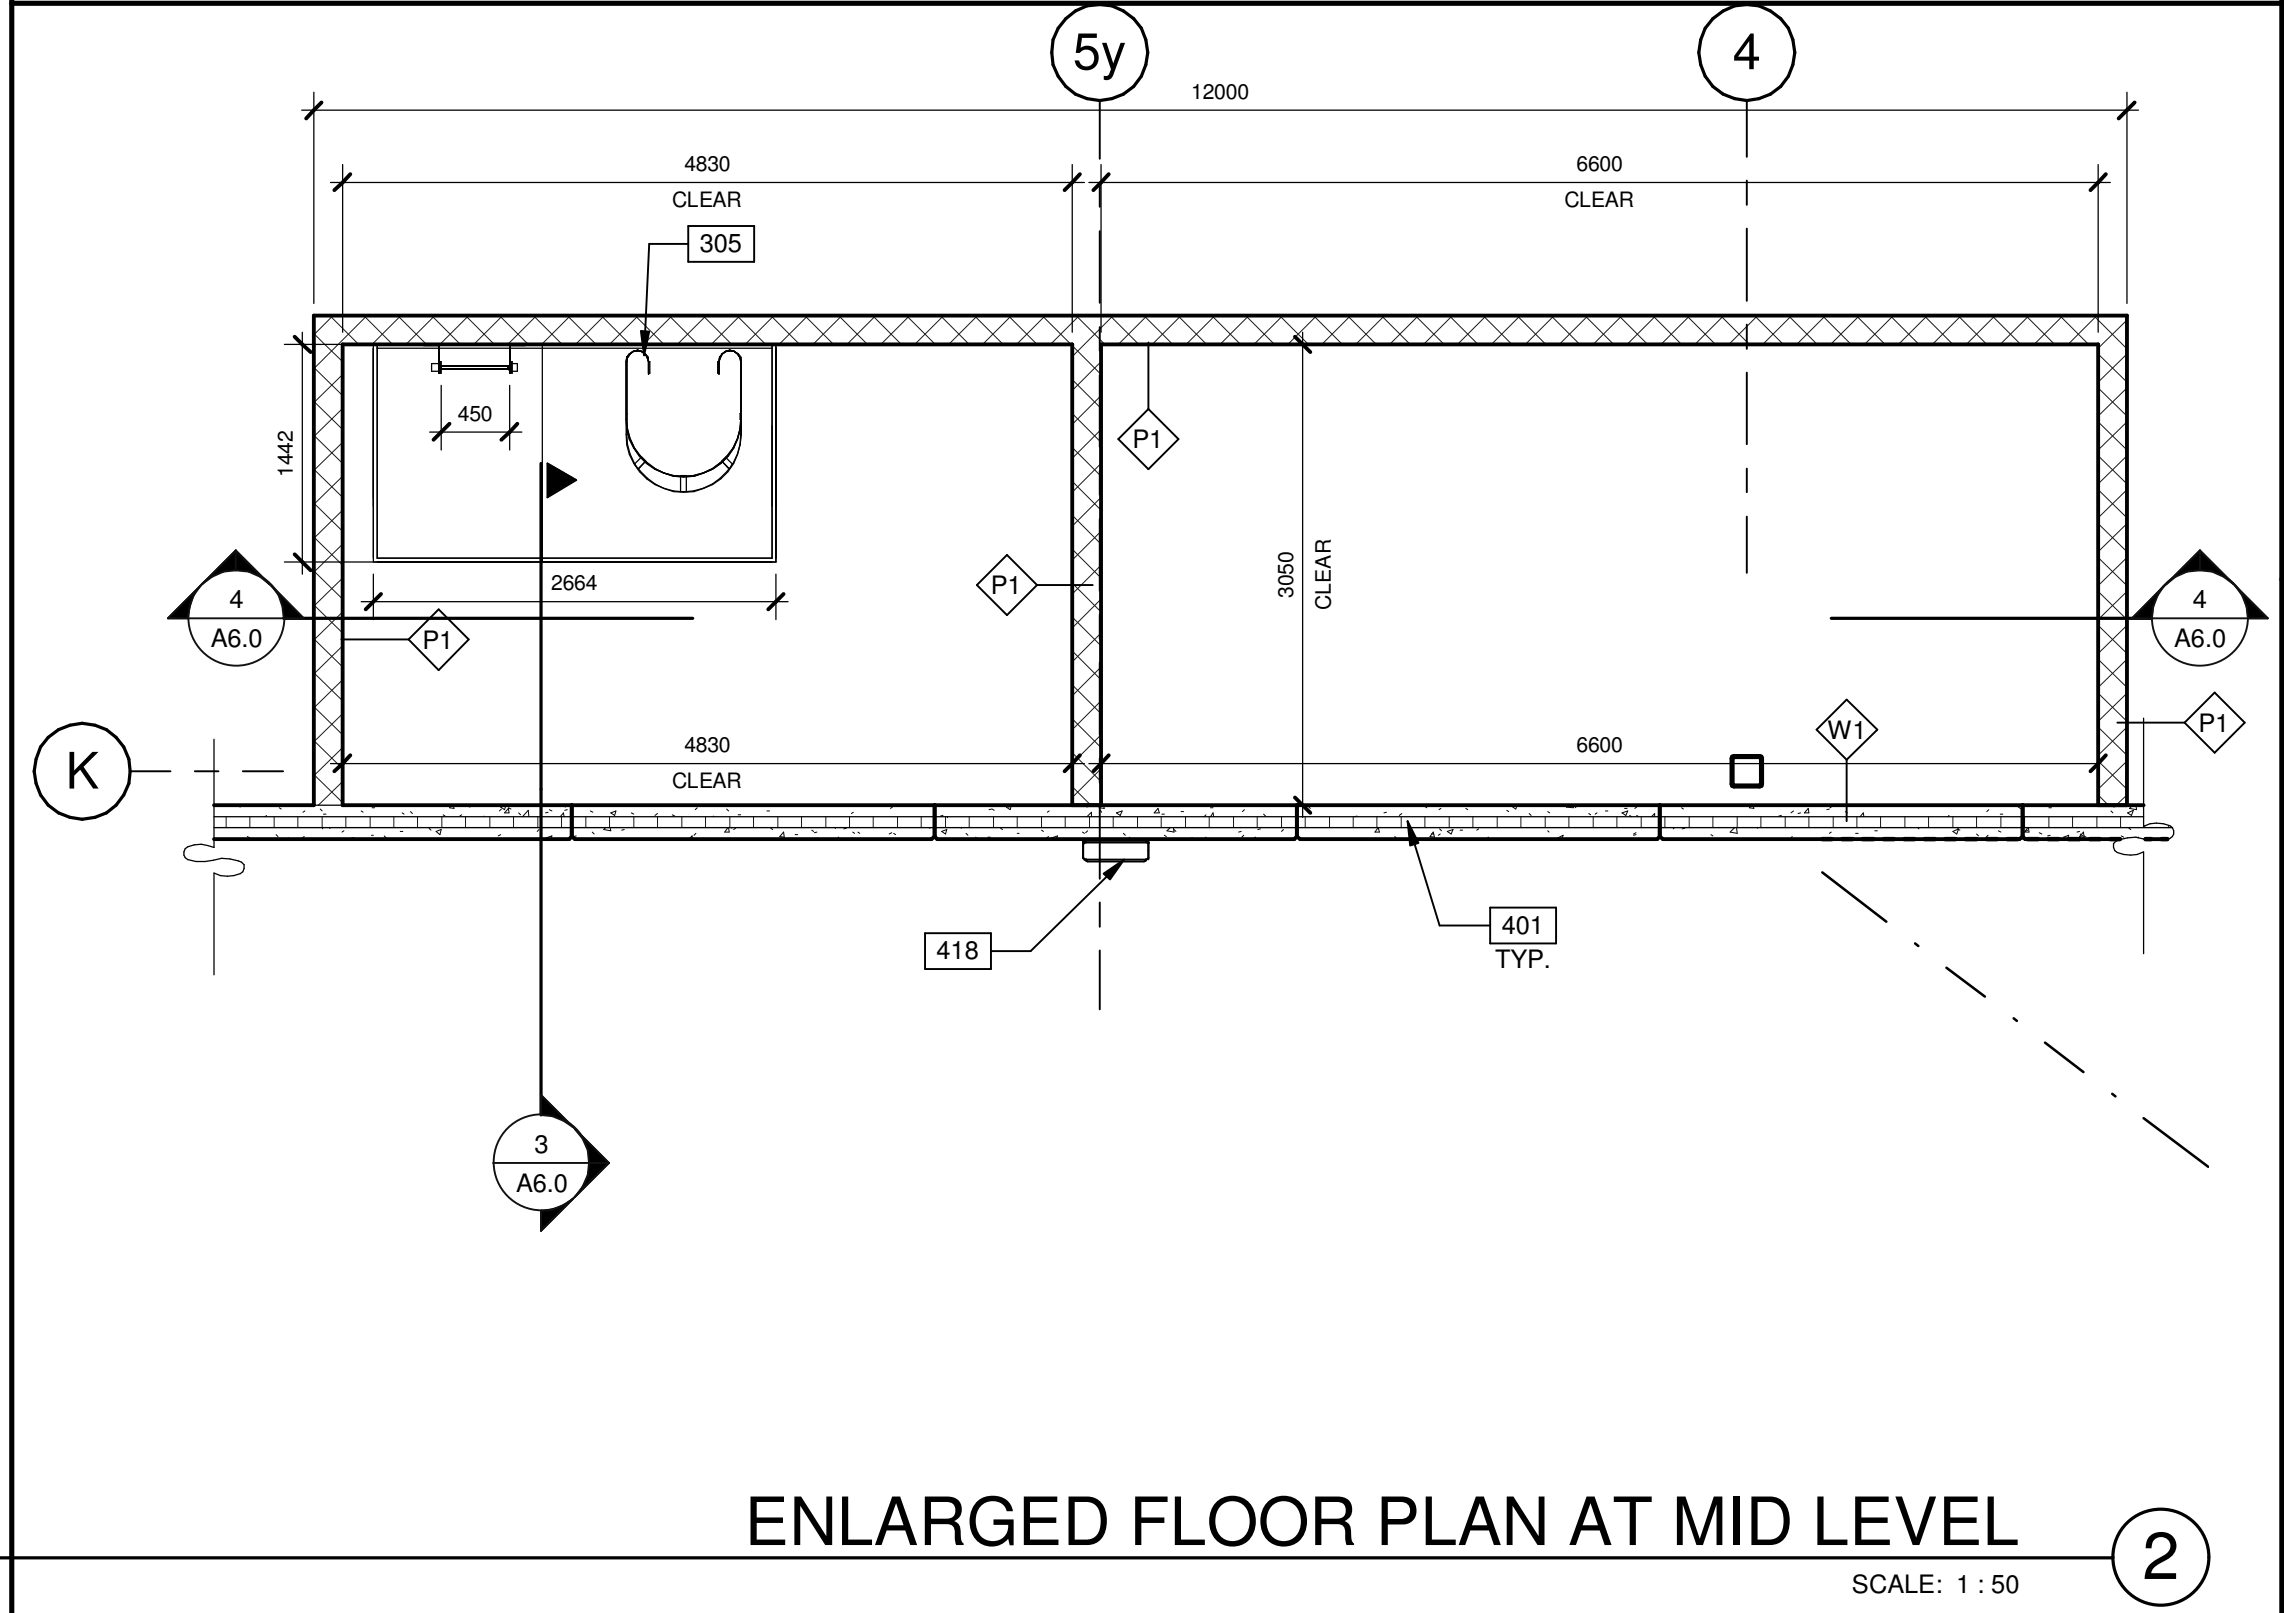 5y
4
12000
4830
CLEAR
6600
CLEAR
305
450
1442
P1
2664
P1
3050
CLEAR
4
A6.0
4
A6.0
P1
P1
W1
K
4830
CLEAR
6600
418
401
TYP.
3
A6.0
ENLARGED FLOOR PLAN AT MID LEVEL
2
SCALE: 1 : 50